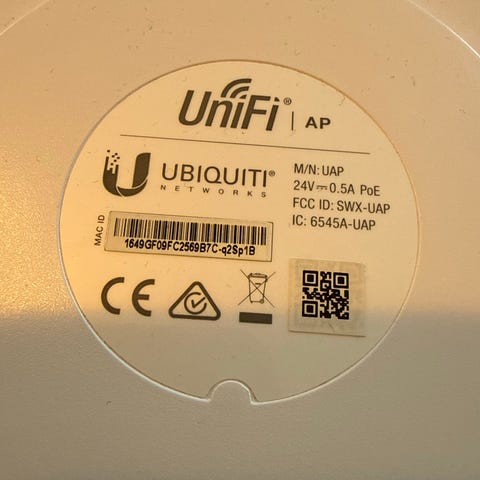 UniFi® | AP
UBIQUITI®
NETWORKS
M/N: UAP
24V⎓0.5A PoE
FCC ID: SWX-UAP
IC: 6545A-UAP
MAC ID
1649GF09FC2569B7C-q2Sp1B
CE